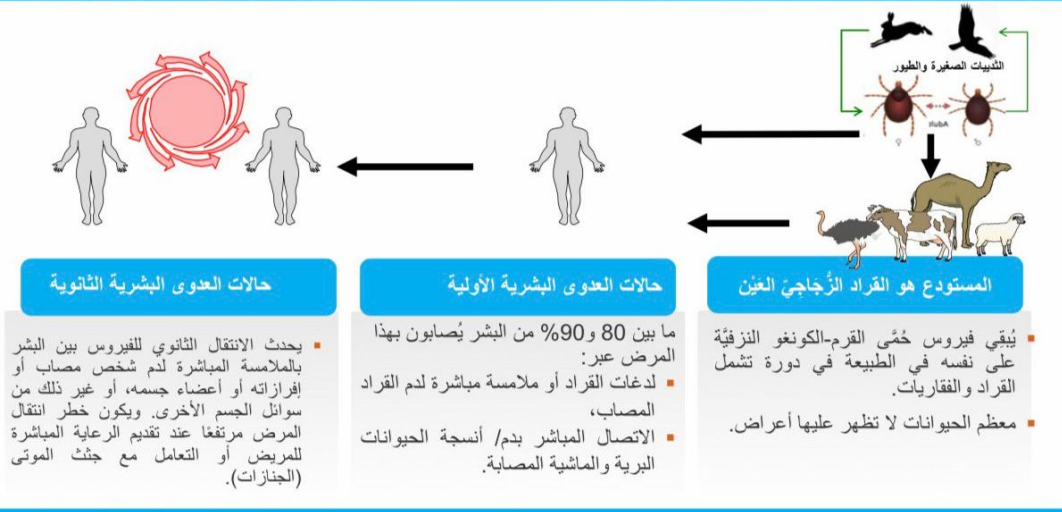 الثدييات الصغيرة والطيور
المستودع هو القراد الزُّجَاجِيّ العَيْن
يُبقِي فيروس حُمَّى القرم-الكونغو النزفيَّة
على نفسه في الطبيعة في دورة تشمل
القراد والفقاريات.
معظم الحيوانات لا تظهر عليها أعراض.
حالات العدوى البشرية الأولية
ما بين 80 و90% من البشر يُصابون بهذا
المرض عبر:
لدغات القراد أو ملامسة مباشرة لدم القراد
المصاب،
الاتصال المباشر بدم/ أنسجة الحيوانات
البرية والماشية المصابة.
حالات العدوى البشرية الثانوية
يحدث الانتقال الثانوي للفيروس بين البشر
بالملامسة المباشرة لدم شخص مصاب أو
إفرازاته أو أعضاء جسمه، أو غير ذلك من
سوائل الجسم الأخرى. ويكون خطر انتقال
المرض مرتفعًا عند تقديم الرعاية المباشرة
للمريض أو التعامل مع جثث الموتى
(الجنازات).